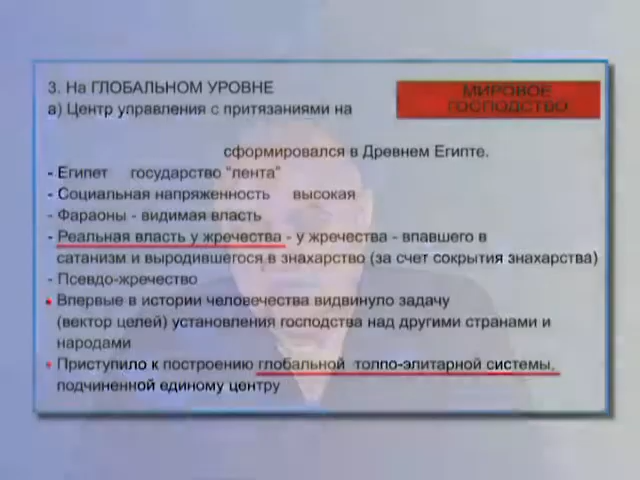 3. На ГЛОБАЛЬНОМ УРОВНЕ
а) Центр управления с притязаниями на
МИРОВОЕ
ГОСПОДСТВО
сформировался в Древнем Египте.
- Египет государство "лента"
- Социальная напряженность высокая
- Фараоны - видимая власть
- Реальная власть у жречества - у жречества - впавшего в
сатанизм и выродившегося в знахарство (за счет сокрытия знахарства)
- Псевдо-жречество
• Впервые в истории человечества видвинуло задачу
(вектор целей) установления господства над другими странами и
народами
• Приступило к построению глобальной толпо-элитарной системы,
подчиненной единому центру